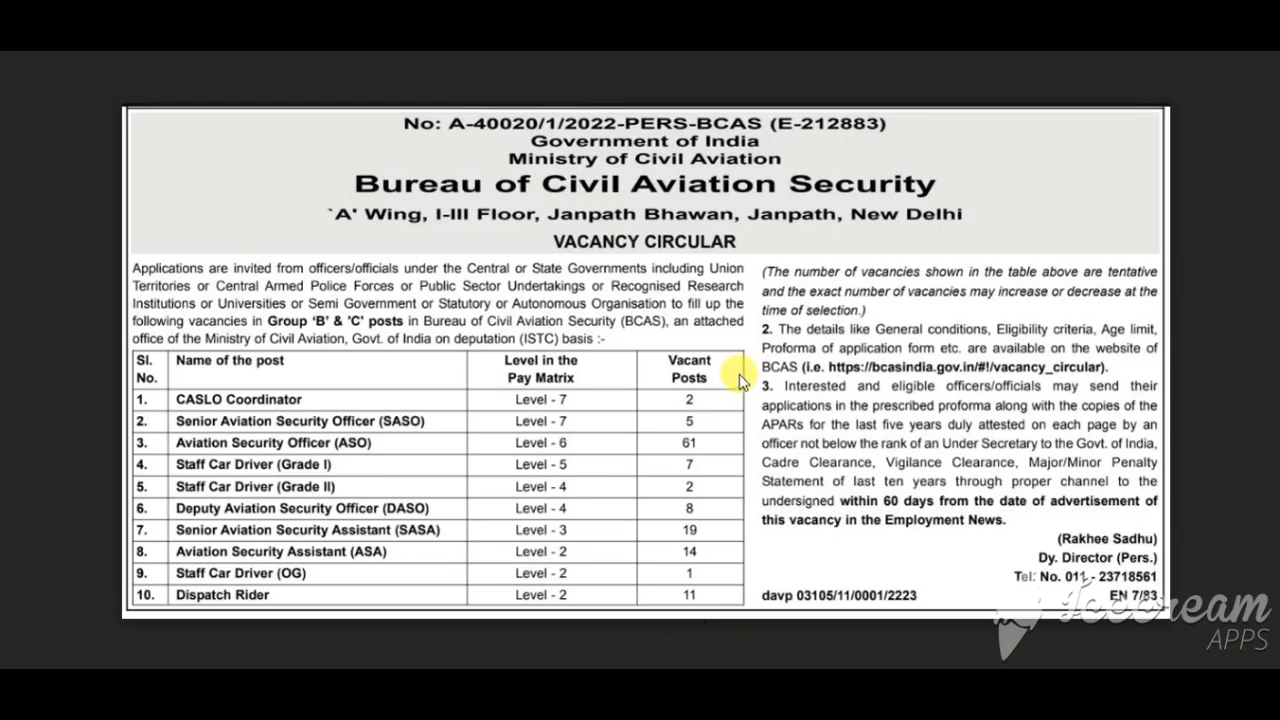 No: A-40020/1/2022-PERS-BCAS (E-212883)
Government of India
Ministry of Civil Aviation
Bureau of Civil Aviation Security
`A' Wing, I-III Floor, Janpath Bhawan, Janpath, New Delhi
VACANCY CIRCULAR
Applications are invited from officers/officials under the Central or State Governments including Union
Territories or Central Armed Police Forces or Public Sector Undertakings or Recognised Research
Institutions or Universities or Semi Government or Statutory or Autonomous Organisation to fill up the
following vacancies in Group 'B' & 'C' posts in Bureau of Civil Aviation Security (BCAS), an attached
office of the Ministry of Civil Aviation, Govt. of India on deputation (ISTC) basis :-
Sl. No. Name of the post Level in the Pay Matrix Vacant Posts
1. CASLO Coordinator Level - 7 2
2. Senior Aviation Security Officer (SASO) Level - 7 5
3. Aviation Security Officer (ASO) Level - 6 61
4. Staff Car Driver (Grade I) Level - 5 7
5. Staff Car Driver (Grade II) Level - 4 2
6. Deputy Aviation Security Officer (DASO) Level - 4 8
7. Senior Aviation Security Assistant (SASA) Level - 3 19
8. Aviation Security Assistant (ASA) Level - 2 14
9. Staff Car Driver (OG) Level - 2 1
10. Dispatch Rider Level - 2 11
(The number of vacancies shown in the table above are tentative
and the exact number of vacancies may increase or decrease at the
time of selection.)
2. The details like General conditions, Eligibility criteria, Age limit,
Proforma of application form etc. are available on the website of
BCAS (i.e. https://bcasindia.gov.in/#!/vacancy_circular).
3. Interested and eligible officers/officials may send their
applications in the prescribed proforma along with the copies of the
APARs for the last five years duly attested on each page by an
officer not below the rank of an Under Secretary to the Govt. of India,
Cadre Clearance, Vigilance Clearance, Major/Minor Penalty
Statement of last ten years through proper channel to the
undersigned within 60 days from the date of advertisement of
this vacancy in the Employment News.
(Rakhee Sadhu)
Dy. Director (Pers.)
Tel: No. 011 - 23718561
davp 03105/11/0001/2223 EN 7/83
Icecream
APPS